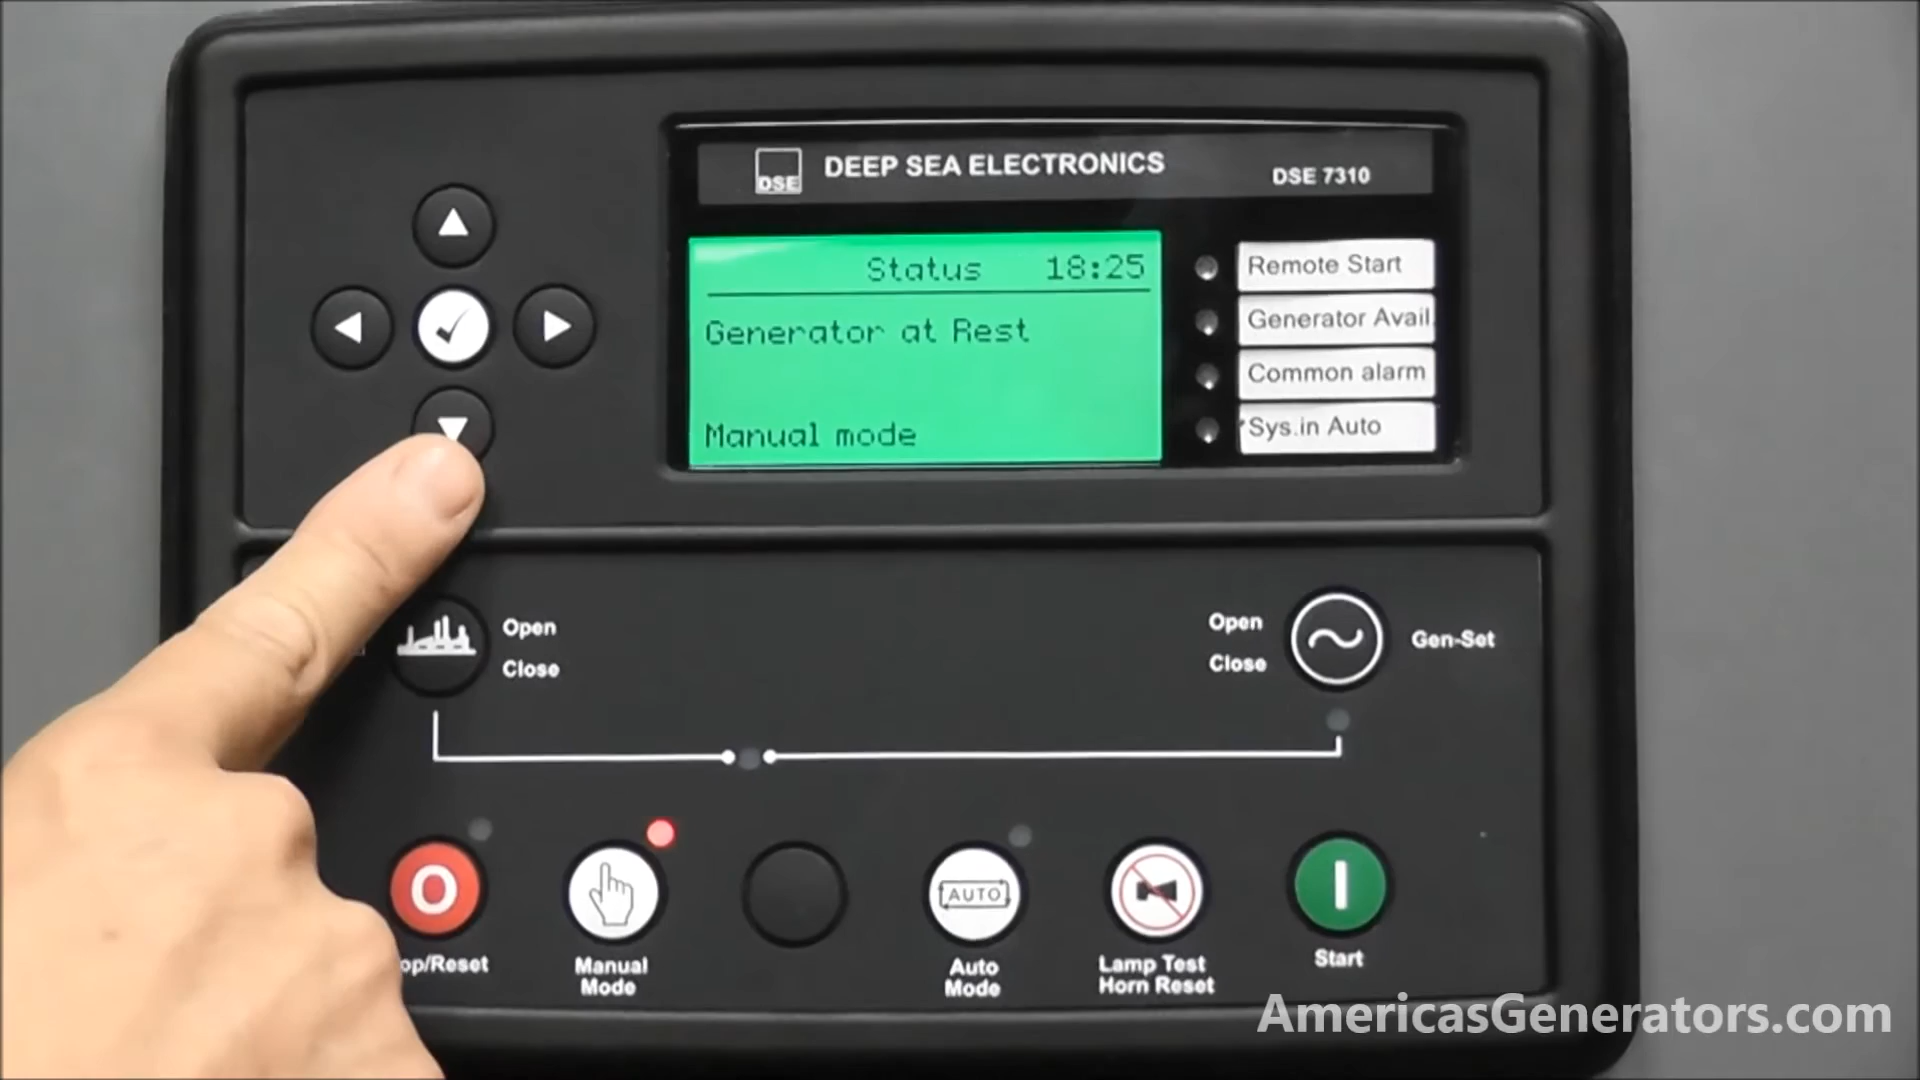 DSE
DEEP SEA ELECTRONICS
DSE 7310
Status 18:25
Generator at Rest
Manual mode
Remote Start
Generator Avail.
Common alarm
Sys.in Auto
Open
Close
Open
Close
Gen-Set
O
AUTO
I
op/Reset
Manual
Mode
Auto
Mode
Lamp Test
Horn Reset
Start
AmericasGenerators.com